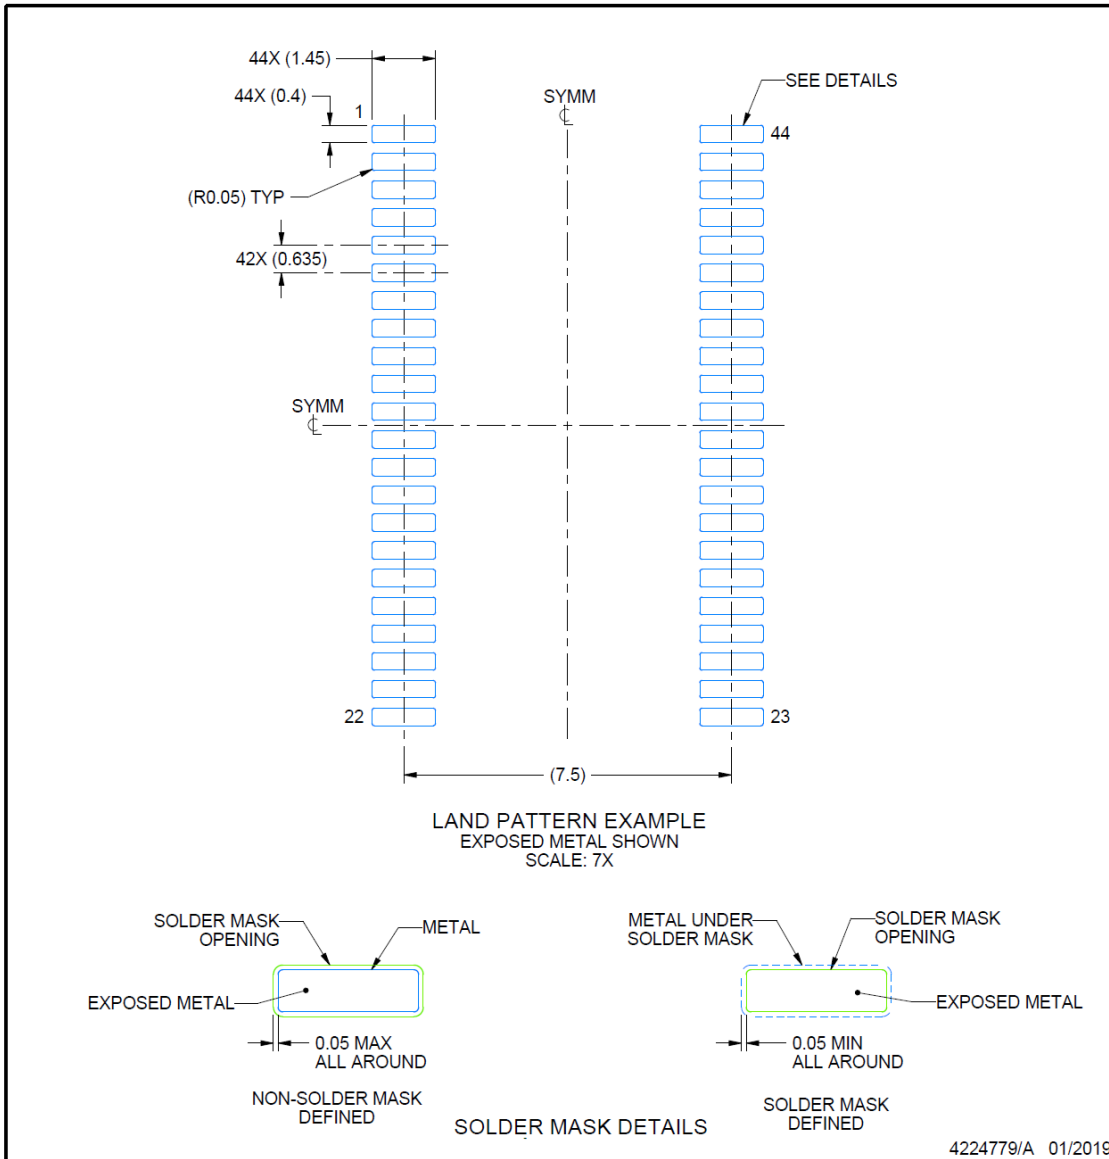 44X (1.45)
44X (0.4)
1
SYMM
SEE DETAILS
44
(R0.05) TYP
42X (0.635)
SYMM
22
23
(7.5)
LAND PATTERN EXAMPLE
EXPOSED METAL SHOWN
SCALE: 7X
SOLDER MASK
OPENING
METAL
EXPOSED METAL
0.05 MAX
ALL AROUND
NON-SOLDER MASK
DEFINED
METAL UNDER
SOLDER MASK
SOLDER MASK
OPENING
EXPOSED METAL
0.05 MIN
ALL AROUND
SOLDER MASK
DEFINED
SOLDER MASK DETAILS
4224779/A 01/2019